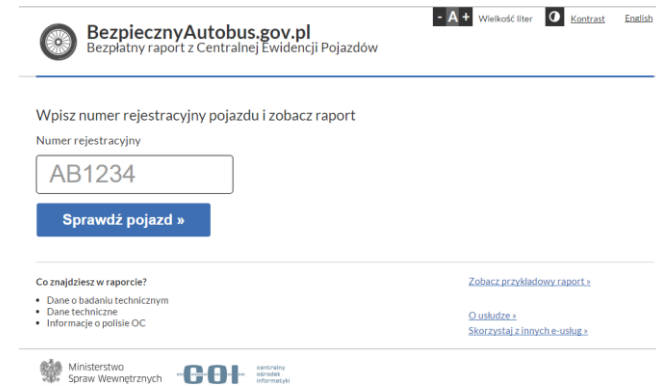 BezpiecznyAutobus.gov.pl
Bezpłatny raport z Centralnej Ewidencji Pojazdów
- A + Wielkość liter Kontrast English
Wpisz numer rejestracyjny pojazdu i zobacz raport
Numer rejestracyjny
AB1234
Sprawdź pojazd »
Co znajdziesz w raporcie?
• Dane o badaniu technicznym
• Dane techniczne
• Informacje o polisie OC
Zobacz przykładowy raport »
O usłudze »
Skorzystaj z innych e-usług »
Ministerstwo
Spraw Wewnętrznych
COI
centralny
ośrodek
informatyki